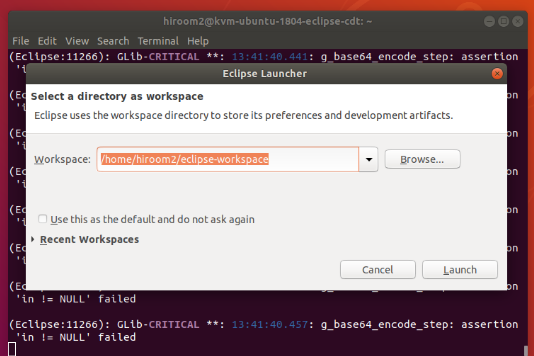 hiroom2@kvm-ubuntu-1804-eclipse-cdt: ~
File Edit View Search Terminal Help
(Eclipse:11266): GLib-CRITICAL **: 13:41:40.441: g_base64_encode_step: assertion
Eclipse Launcher
Select a directory as workspace
Eclipse uses the workspace directory to store its preferences and development artifacts.
Workspace: /home/hiroom2/eclipse-workspace Browse...
Use this as the default and do not ask again
Recent Workspaces
Cancel Launch
'in != NULL' failed
(Eclipse:11266): GLib-CRITICAL **: 13:41:40.457: g_base64_encode_step: assertion
'in != NULL' failed